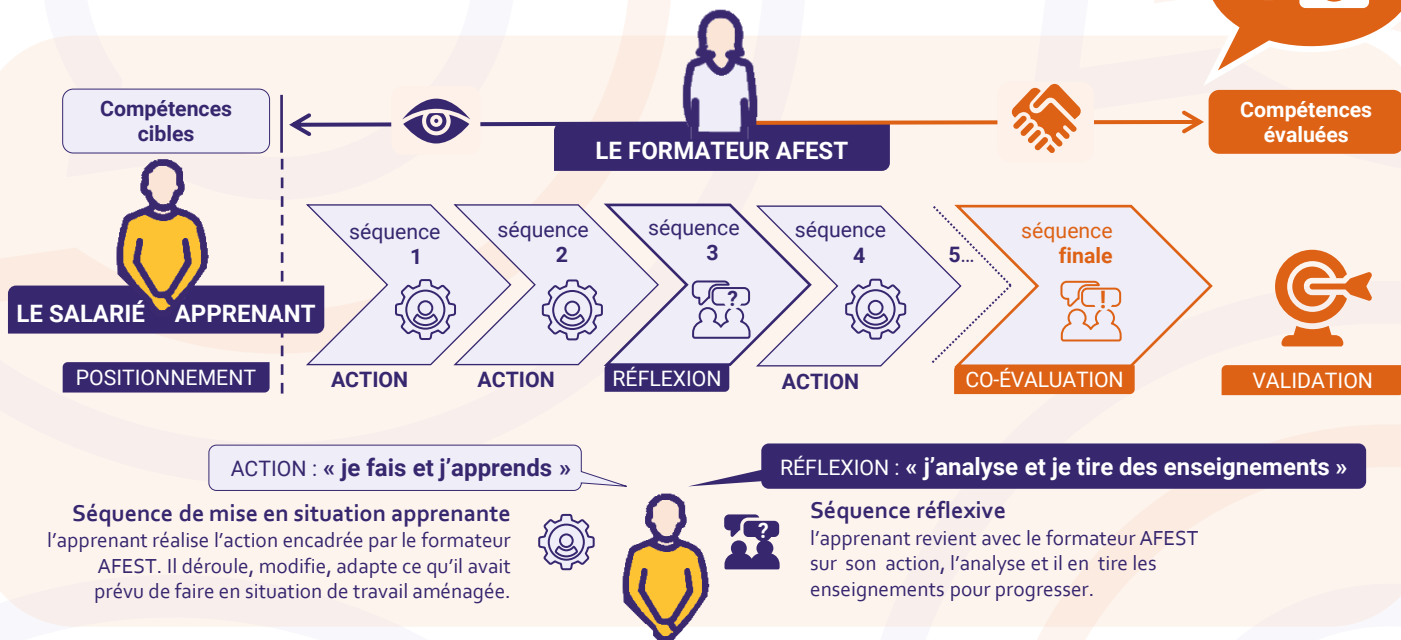 Compétences
cibles
LE FORMATEUR AFEST
Compétences
évaluées
LE SALARIÉ APPRENANT
POSITIONNEMENT
séquence
1
ACTION
séquence
2
ACTION
séquence
3
RÉFLEXION
séquence
4
ACTION
5...
séquence
finale
CO-ÉVALUATION
VALIDATION
ACTION : « je fais et j’apprends »
Séquence de mise en situation apprenante
l’apprenant réalise l’action encadrée par le formateur
AFEST. Il déroule, modifie, adapte ce qu’il avait
prévu de faire en situation de travail aménagée.
RÉFLEXION : « j’analyse et je tire des enseignements »
Séquence réflexive
l’apprenant revient avec le formateur AFEST
sur son action, l’analyse et il en tire les
enseignements pour progresser.